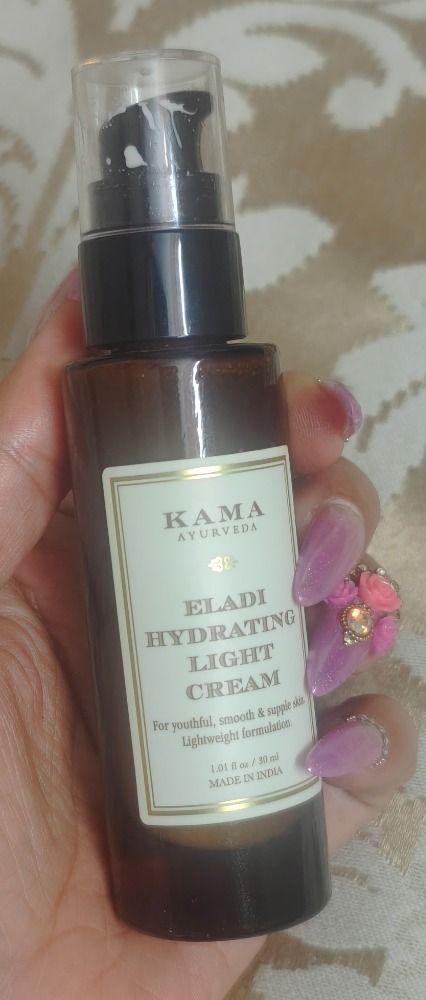 KAMA
AYURVEDA
ELADI
HYDRATING
LIGHT
CREAM
For youthful, smooth & supple skin.
Lightweight formulation.
1.01 fl oz / 30 ml
MADE IN INDIA